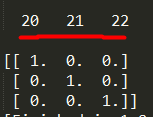 20 21 22
[[ 1. 0. 0.]
[ 0. 1. 0.]
[ 0. 0. 1.]]